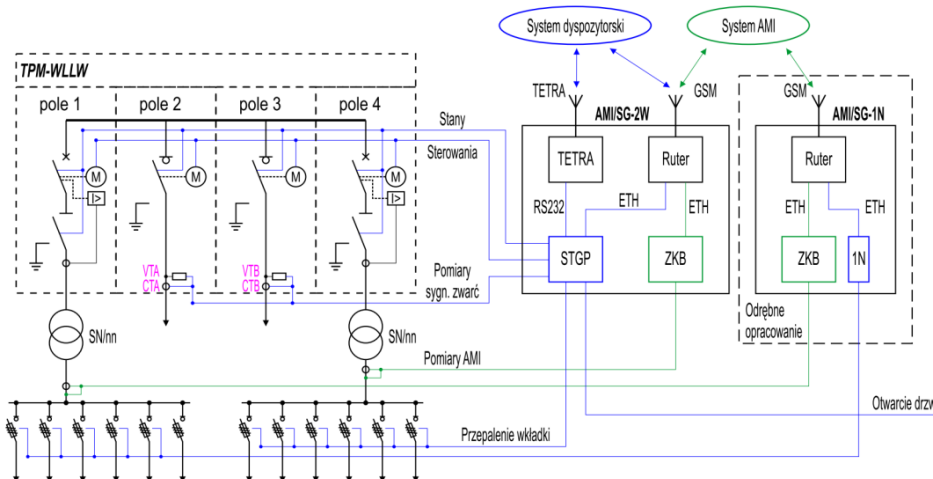 System dyspozytorski
System AMI
TPM-WLLW
TETRA
GSM
GSM
pole 1
pole 2
pole 3
pole 4
Stany
AMI/SG-2W
AMI/SG-1N
Sterowania
M
M
M
M
TETRA
Ruter
Ruter
I>
I>
RS232
ETH
ETH
ETH
ETH
STGP
ZKB
ZKB
1N
VTA
CTA
VTB
CTB
Pomiary
sygn. zwarć
Odrębne
opracowanie
SN/nn
SN/nn
Pomiary AMI
Otwarcie drzw
Przepalenie wkładki